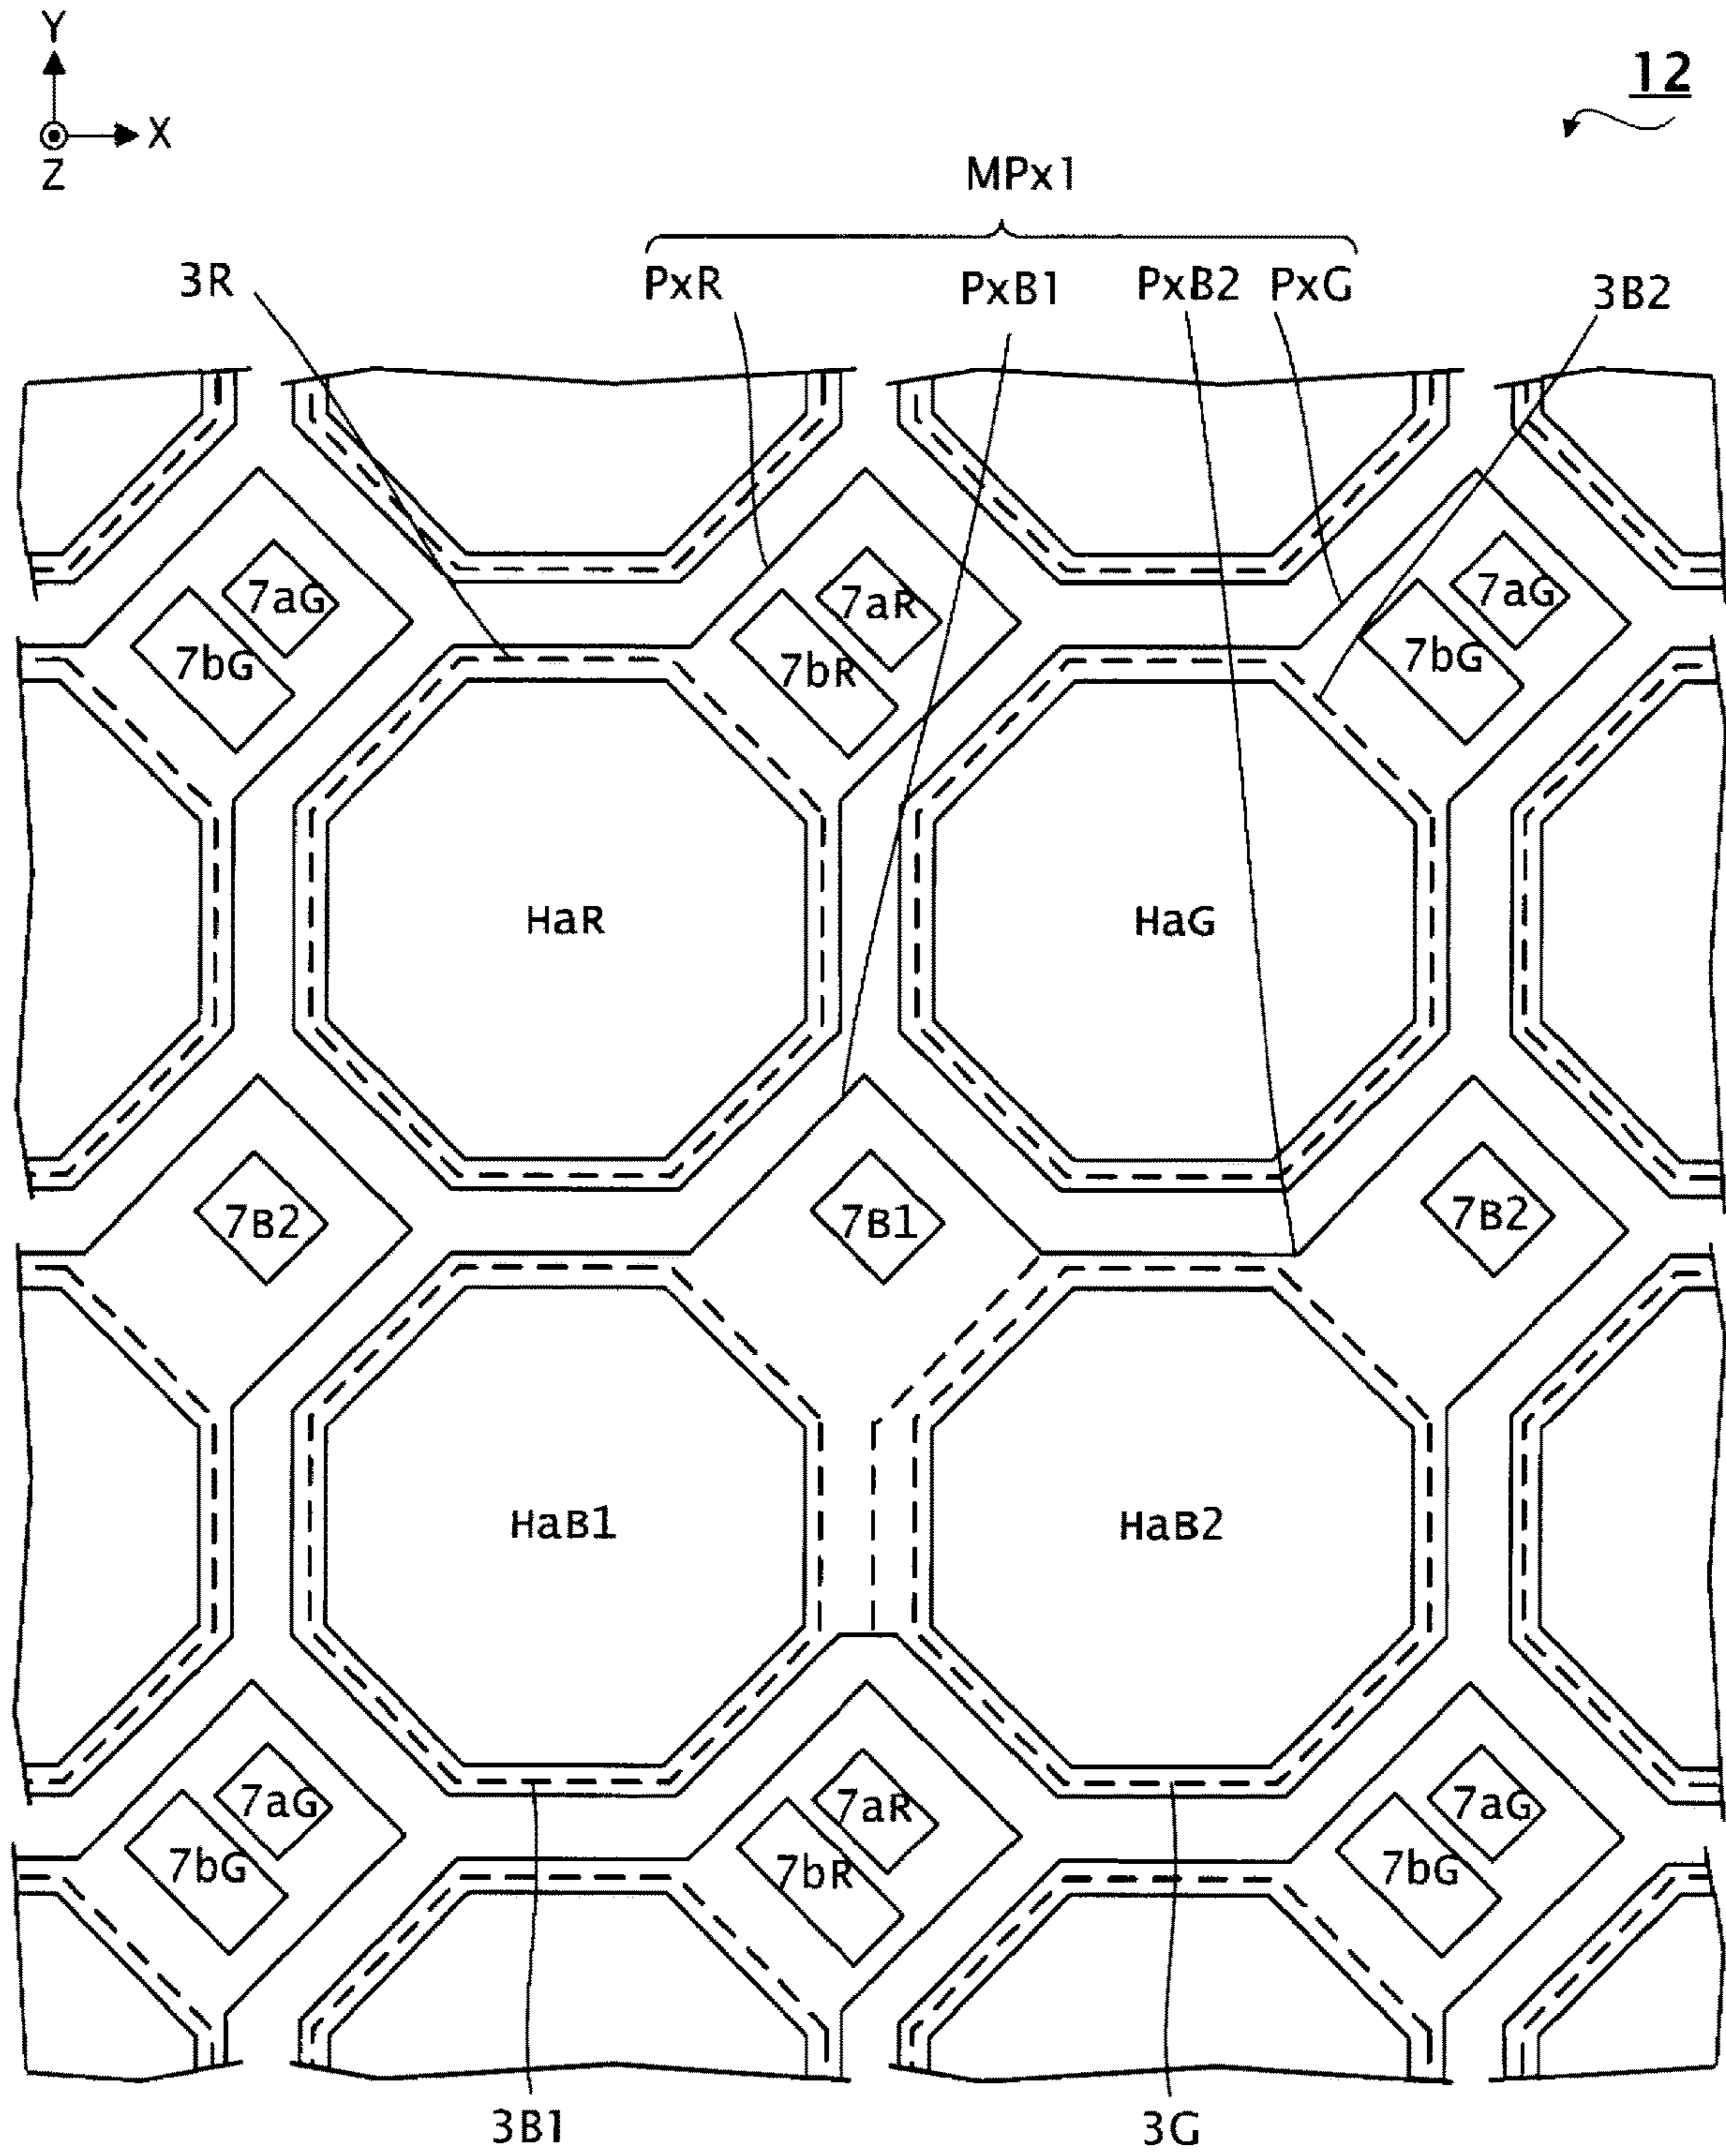 Y
12
X
Z
MPx1
3R PxR PxB1 PxB2 PxG 3B2
7aG 7aR 7aG
7bG 7bR 7bG
HaR HaG
7B2 7B1 7B2
HaB1 HaB2
7aG 7aR 7aG
7bG 7bR 7bG
3B1 3G